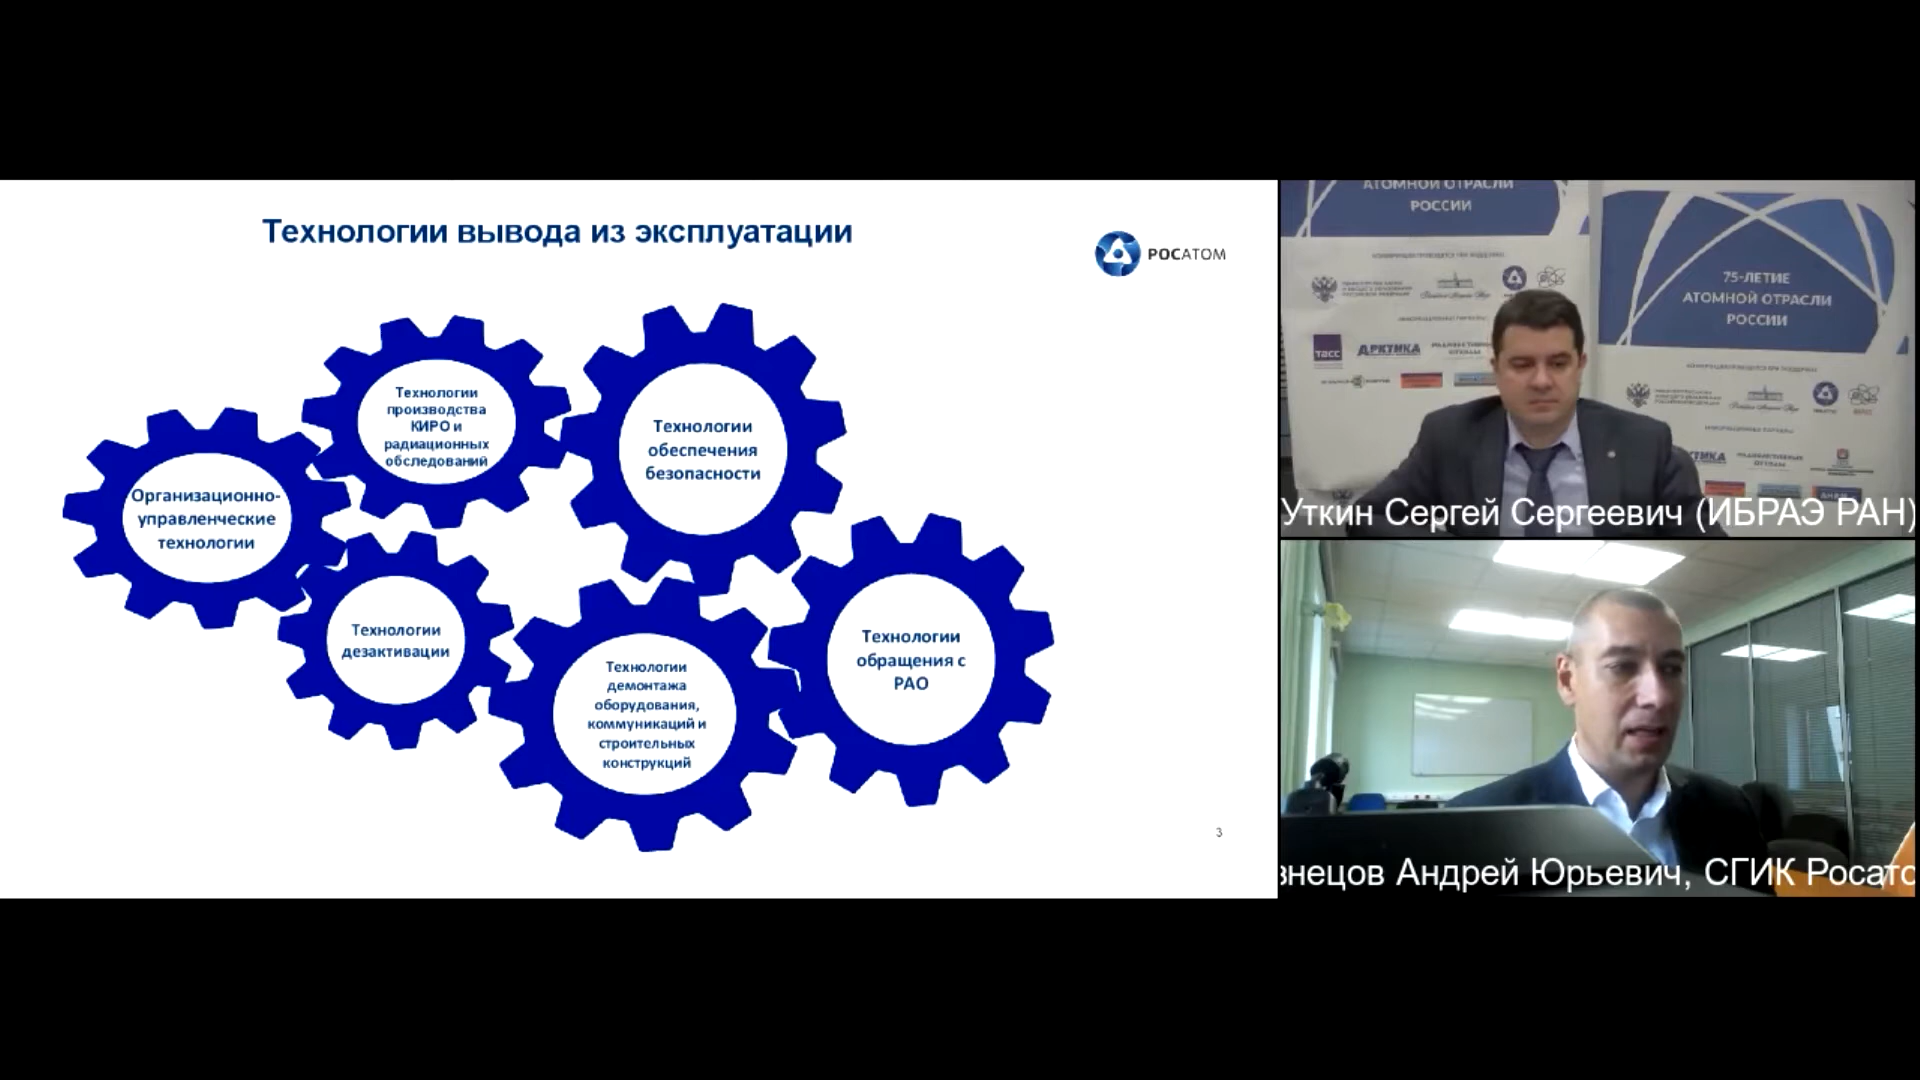 Технологии вывода из эксплуатации
РОСАТОМ
Технологии
производства
КИРО и
радиационных
обследований
Технологии
обеспечения
безопасности
Организационно-
управленческие
технологии
Технологии
дезактивации
Технологии
демонтажа
оборудования,
коммуникаций и
строительных
конструкций
Технологии
обращения с
РАО
3
АТОМНОЙ ОТРАСЛИ
РОССИИ
ТАСС
АРКТИКА
75-ЛЕТИЕ
АТОМНОЙ ОТРАСЛИ
РОССИИ
Уткин Сергей Сергеевич (ИБРАЭ РАН)
знецов Андрей Юрьевич, СГИК Росато